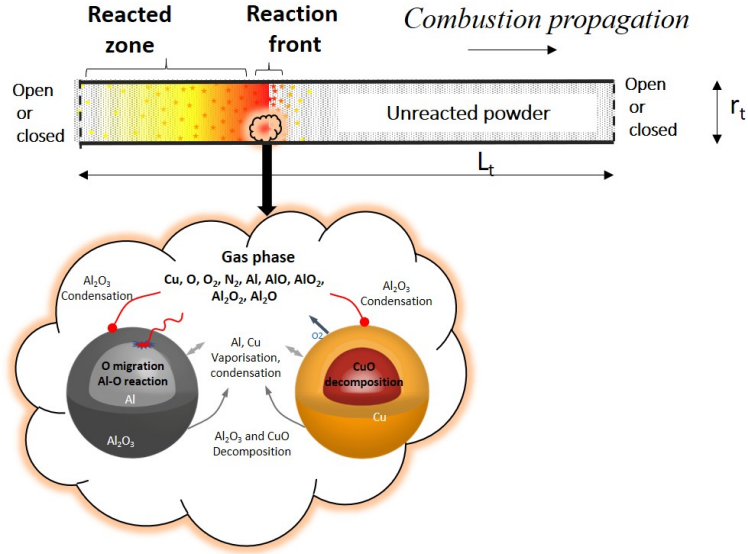 Reacted
zone
Reaction
front
Combustion propagation
Open
or
closed
Unreacted powder
Open
or
closed
rₜ
Lₜ
Gas phase
Cu, O, O₂, N₂, Al, AlO, AlO₂,
Al₂O₂, Al₂O
Al₂O₃
Condensation
Al₂O₃
Condensation
O2
O migration
Al-O reaction
Al
Al₂O₃
Al, Cu
Vaporisation,
condensation
CuO
decomposition
Cu
Al₂O₃ and CuO
Decomposition